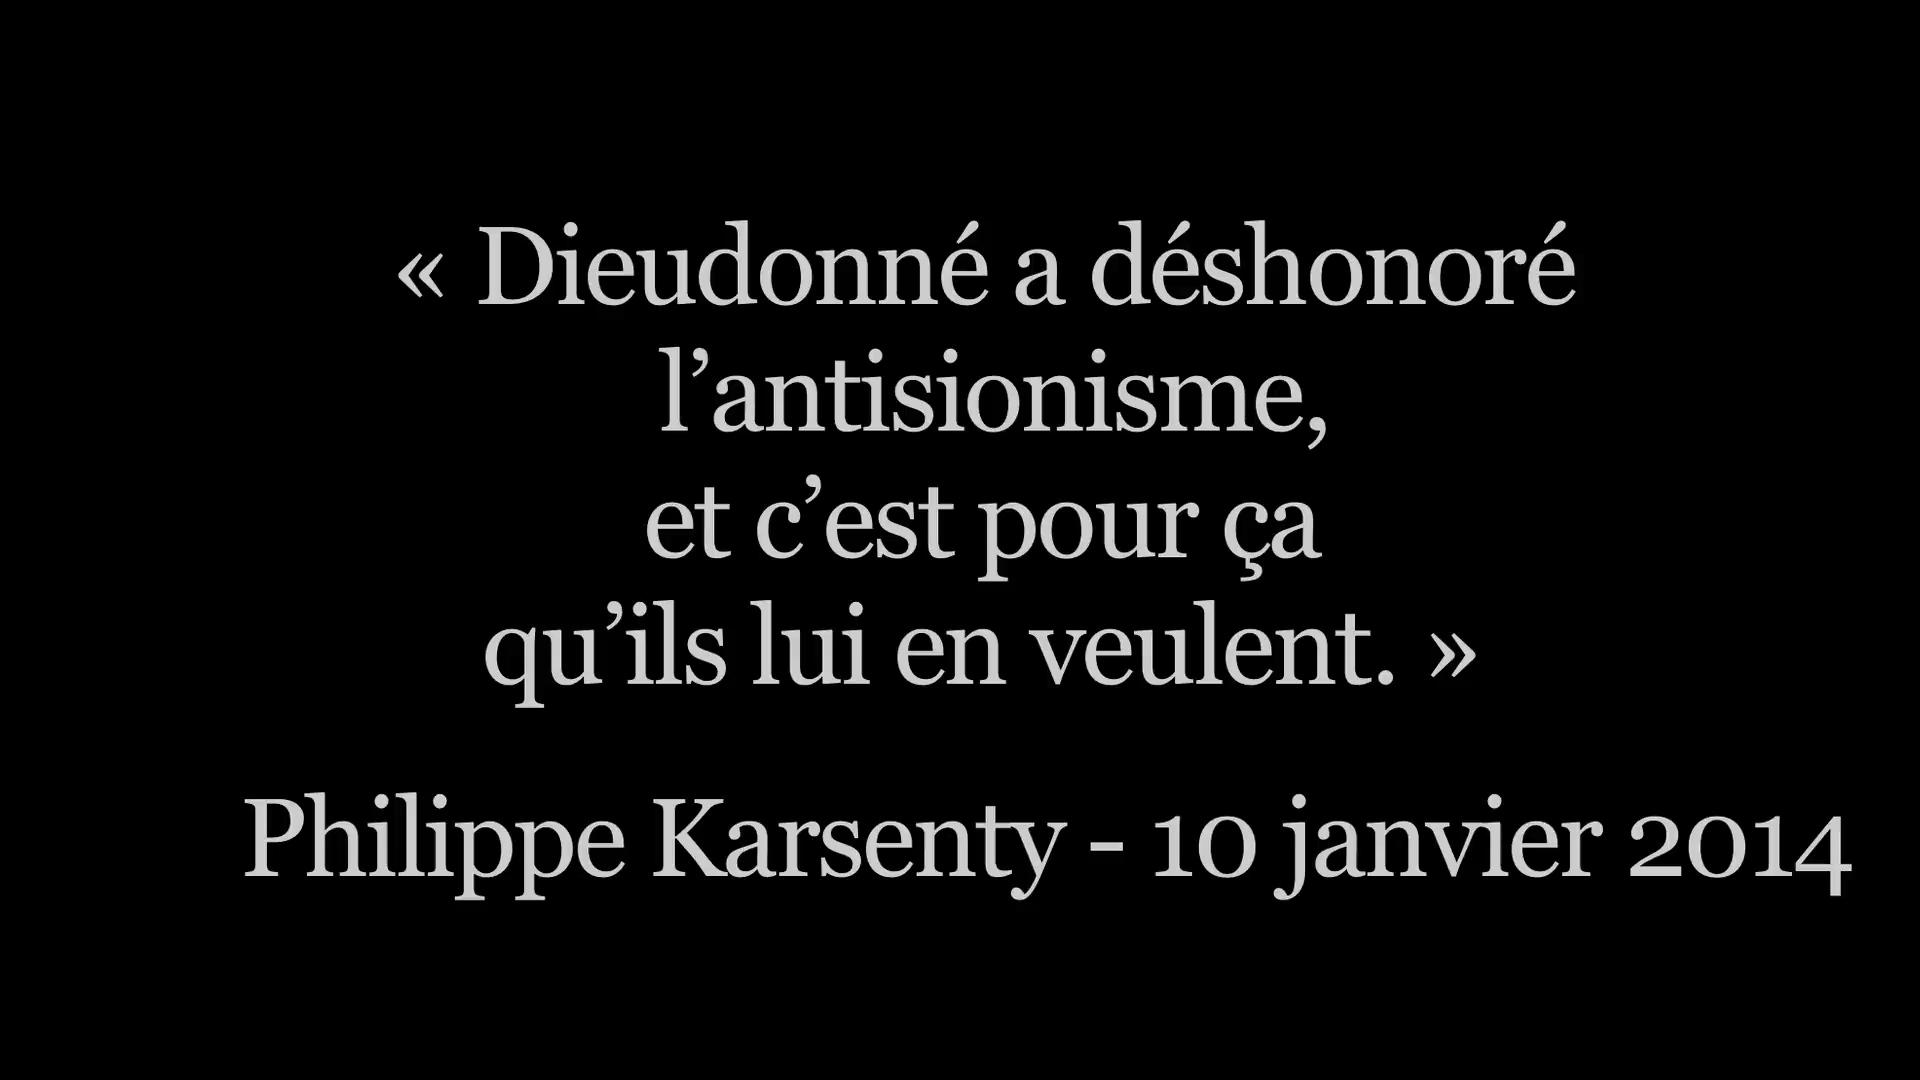 « Dieudonné a déshonoré
l’antisionisme,
et c’est pour ça
qu’ils lui en veulent. »
Philippe Karsenty - 10 janvier 2014